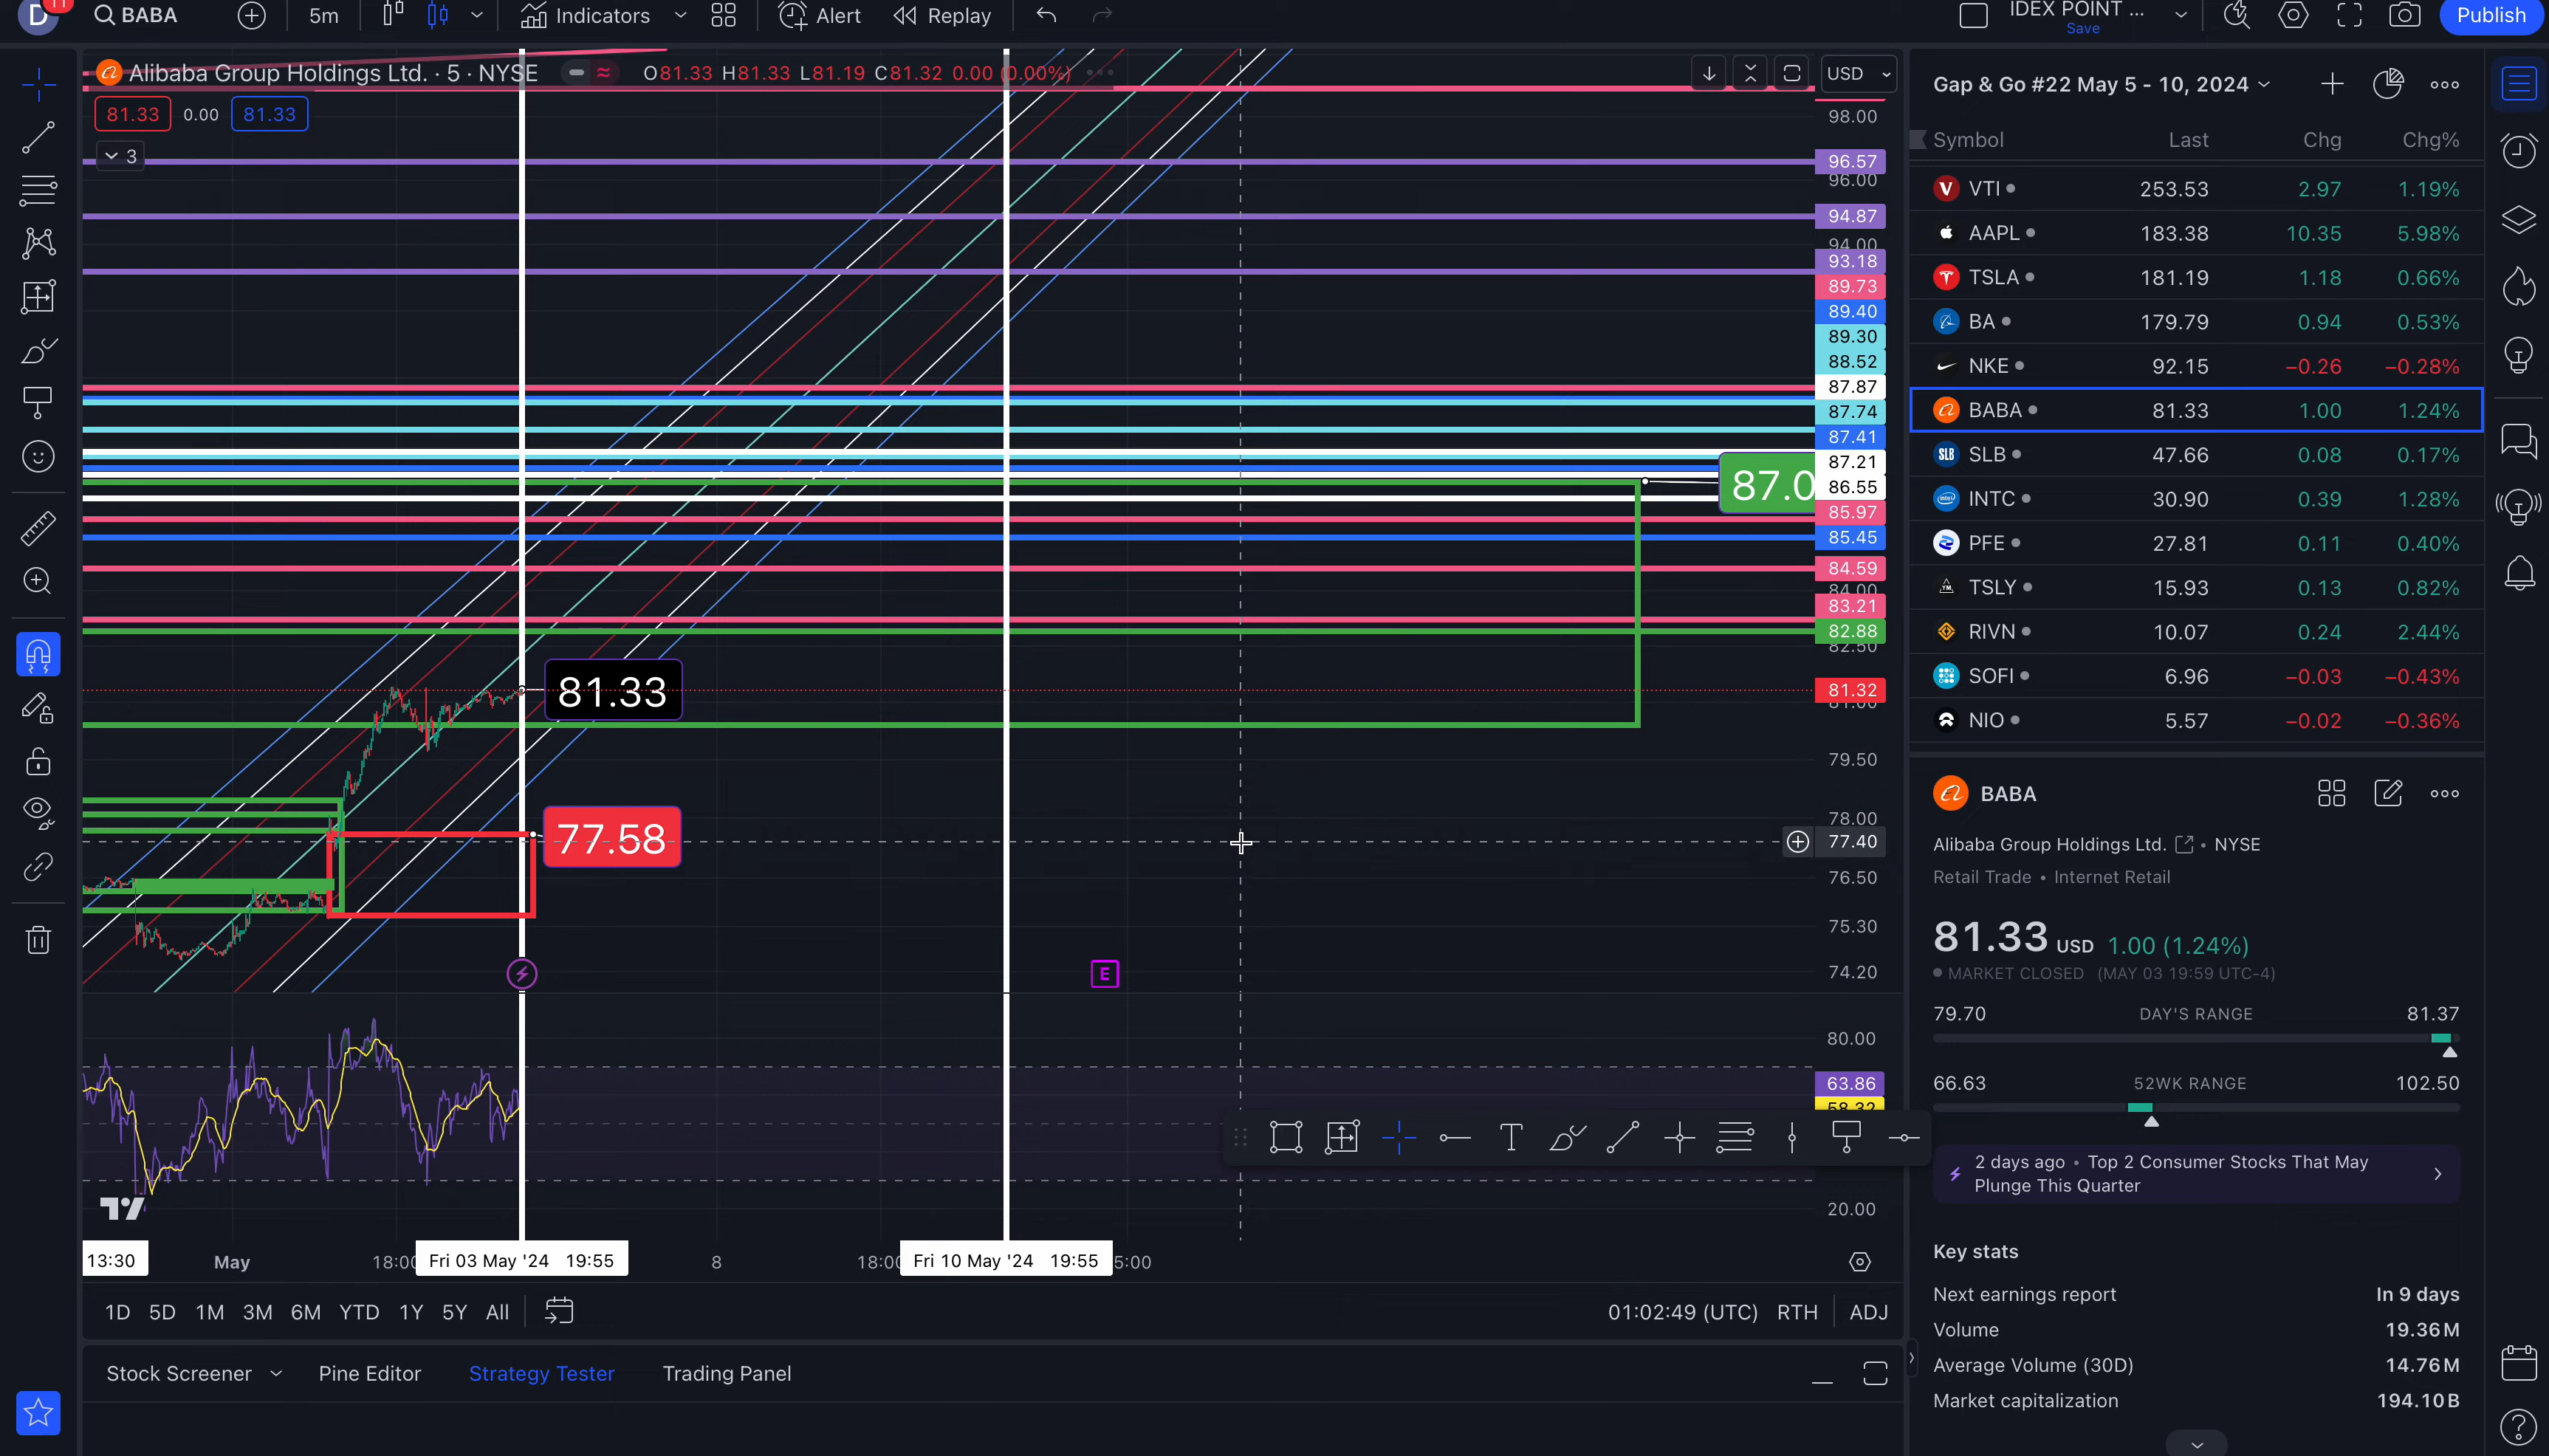 D 11 BABA 5m Indicators Alert Replay IDEX POINT ... Save Publish
Alibaba Group Holdings Ltd. · 5 · NYSE O81.33 H81.33 L81.19 C81.32 0.00 (0.00%) USD
81.33 0.00 81.33
3
98.00
96.57
96.00
94.87
94.00
93.18
89.73
89.40
89.30
88.52
87.87
87.74
87.41
87.21
87.0
86.55
85.97
85.45
84.59
84.00
83.21
82.88
82.50
81.33
81.32
81.00
79.50
78.00
77.58
77.40
76.50
75.30
E
74.20
80.00
63.86
58.32
T
20.00
13:30 May 18:00 Fri 03 May '24 19:55 8 18:00 Fri 10 May '24 19:55 5:00
1D 5D 1M 3M 6M YTD 1Y 5Y All 01:02:49 (UTC) RTH ADJ
Stock Screener Pine Editor Strategy Tester Trading Panel
Gap & Go #22 May 5 - 10, 2024
Symbol Last Chg Chg%
VTI 253.53 2.97 1.19%
AAPL 183.38 10.35 5.98%
TSLA 181.19 1.18 0.66%
BA 179.79 0.94 0.53%
NKE 92.15 −0.26 −0.28%
BABA 81.33 1.00 1.24%
SLB SLB 47.66 0.08 0.17%
intel INTC 30.90 0.39 1.28%
PFE 27.81 0.11 0.40%
TSLY 15.93 0.13 0.82%
RIVN 10.07 0.24 2.44%
SOFI 6.96 −0.03 −0.43%
NIO 5.57 −0.02 −0.36%
BABA
Alibaba Group Holdings Ltd. • NYSE
Retail Trade • Internet Retail
81.33 USD 1.00 (1.24%)
MARKET CLOSED (MAY 03 19:59 UTC-4)
79.70 DAY'S RANGE 81.37
66.63 52WK RANGE 102.50
2 days ago • Top 2 Consumer Stocks That May
Plunge This Quarter
Key stats
Next earnings report In 9 days
Volume 19.36M
Average Volume (30D) 14.76M
Market capitalization 194.10B